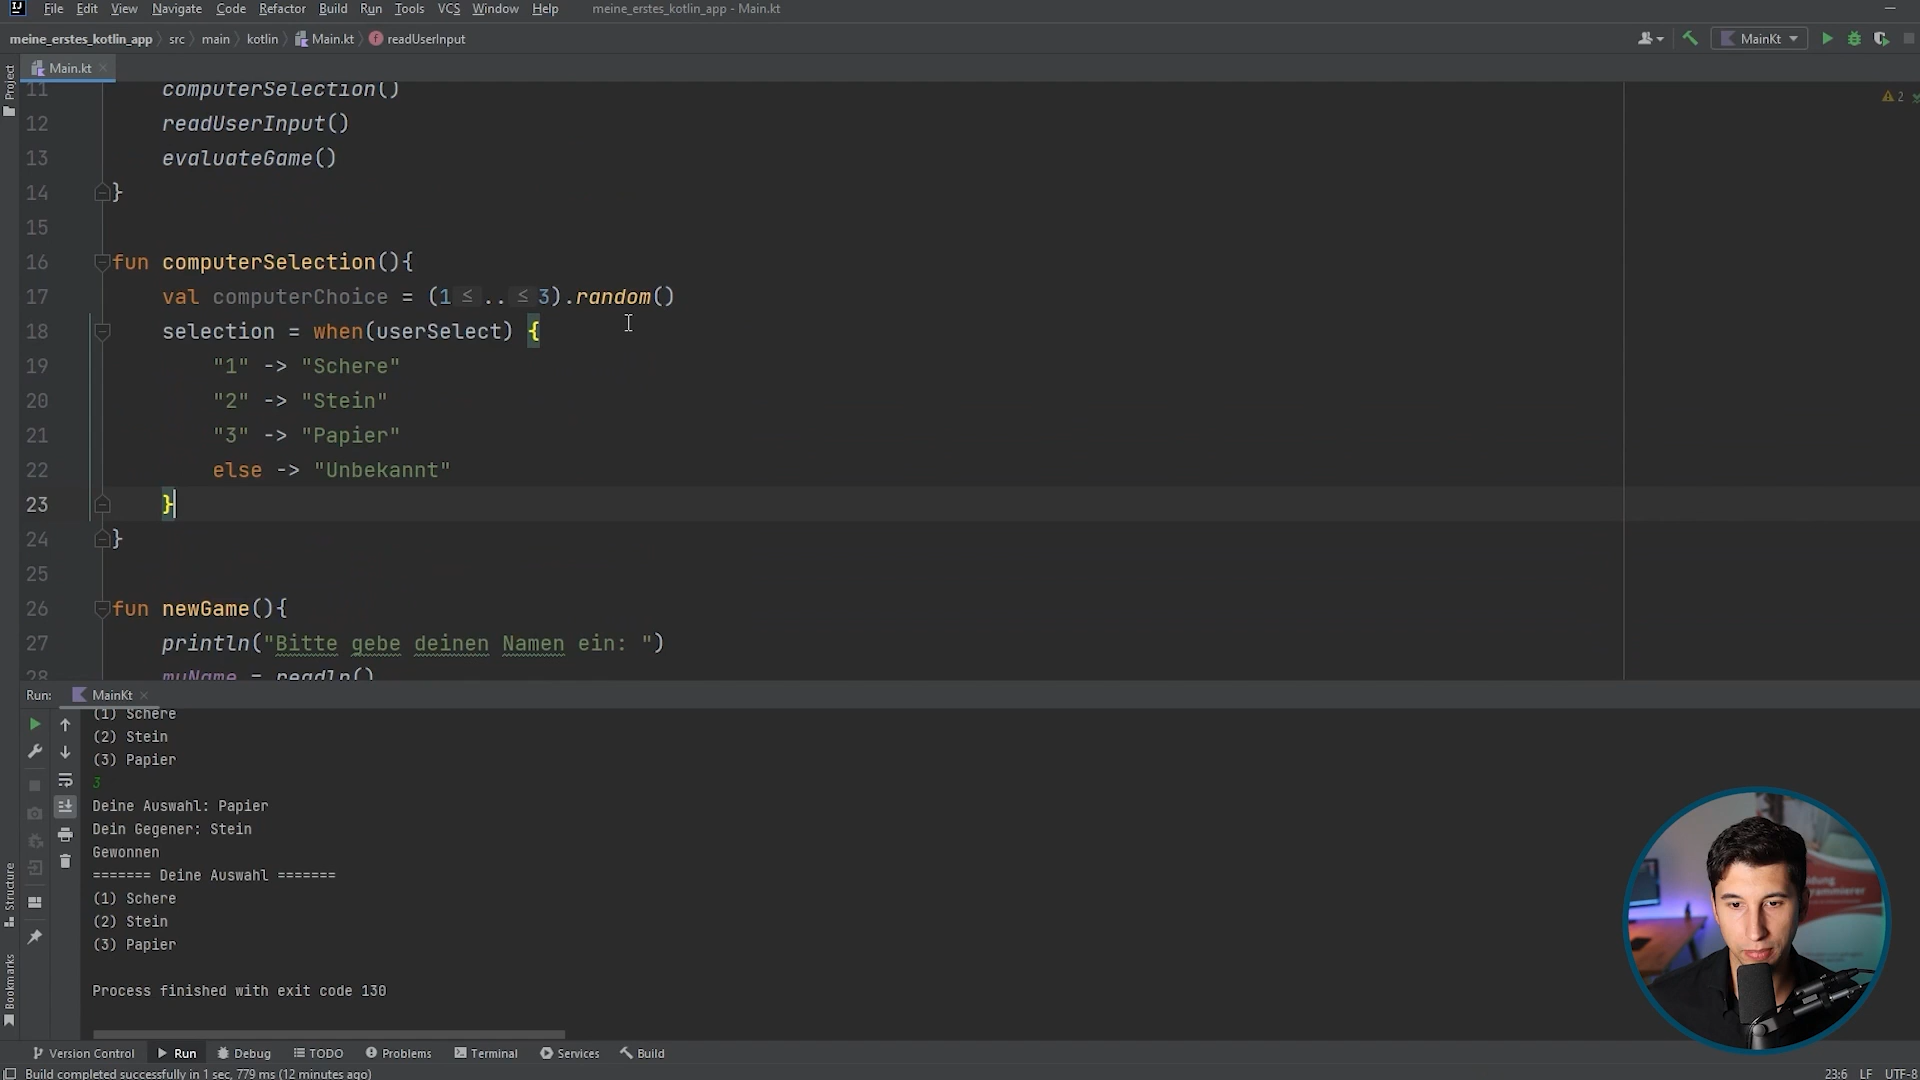 File Edit View Navigate Code Refactor Build Run Tools VCS Window Help meine_erstes_kotlin_app - Main.kt
meine_erstes_kotlin_app src main kotlin Main.kt readUserInput MainKt
Project
Main.kt
2
11 computerSelection()
12 readUserInput()
13 evaluateGame()
14 }
15
16 fun computerSelection(){
17 val computerChoice = (1 ≤ .. ≤ 3).random()
18 selection = when(userSelect) {
19 "1" -> "Schere"
20 "2" -> "Stein"
21 "3" -> "Papier"
22 else -> "Unbekannt"
23 }
24 }
25
26 fun newGame(){
27 println("Bitte gebe deinen Namen ein: ")
28 myName = readln()
Run: MainKt
(1) Schere
(2) Stein
(3) Papier
3
Deine Auswahl: Papier
Dein Gegener: Stein
Gewonnen
======= Deine Auswahl =======
(1) Schere
(2) Stein
(3) Papier
Process finished with exit code 130
Structure
Bookmarks
Version Control Run Debug TODO Problems Terminal Services Build
Build completed successfully in 1 sec, 779 ms (12 minutes ago) 23:6 LF UTF-8